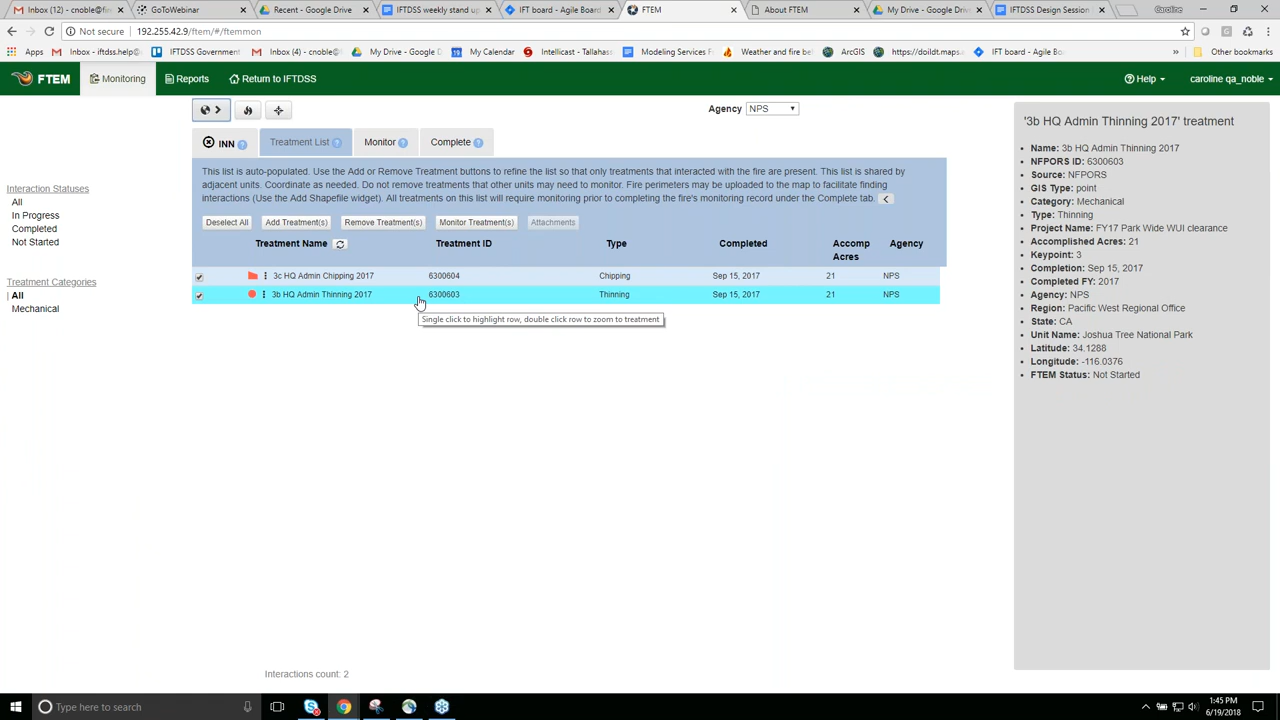 Inbox (12) - cnoble@fir
GoToWebinar
Recent - Google Drive
IFTDSS weekly stand up
IFT board - Agile Boa
FTEM
About FTEM
My Drive - Google Driv
IFTDSS Design Session
Caroline
Not secure | 192.255.42.9/ftem/#/ftemmon
Apps
Inbox - iftdss.help@
IFTDSS Government
Inbox (4) - cnoble@
My Drive - Google D
My Calendar
Intellicast - Tallahass
Modeling Services F
Weather and fire be
ArcGIS
https://doildt.maps.
IFT board - Agile Bo
»
Other bookmarks
FTEM
Monitoring
Reports
Return to IFTDSS
Help
caroline qa_noble
Agency NPS
INN
Treatment List
Monitor
Complete
This list is auto-populated. Use the Add or Remove Treatment buttons to refine the list so that only treatments that interacted with the fire are present. This list is shared by
adjacent units. Coordinate as needed. Do not remove treatments that other units may need to monitor. Fire perimeters may be uploaded to the map to facilitate finding
interactions (Use the Add Shapefile widget). All treatments on this list will require monitoring prior to completing the fire's monitoring record under the Complete tab.
Deselect All
Add Treatment(s)
Remove Treatment(s)
Monitor Treatment(s)
Attachments
Treatment Name
Treatment ID
Type
Completed
Accomp
Acres
Agency
3c HQ Admin Chipping 2017 6300604 Chipping Sep 15, 2017 21 NPS
3b HQ Admin Thinning 2017 6300603 Thinning Sep 15, 2017 21 NPS
Single click to highlight row, double click row to zoom to treatment
Interactions count: 2
Interaction Statuses
All
In Progress
Completed
Not Started
Treatment Categories
All
Mechanical
'3b HQ Admin Thinning 2017' treatment
Name: 3b HQ Admin Thinning 2017
NFPORS ID: 6300603
Source: NFPORS
GIS Type: point
Category: Mechanical
Type: Thinning
Project Name: FY17 Park Wide WUI clearance
Accomplished Acres: 21
Keypoint: 3
Completion: Sep 15, 2017
Completed FY: 2017
Agency: NPS
Region: Pacific West Regional Office
State: CA
Unit Name: Joshua Tree National Park
Latitude: 34.1288
Longitude: -116.0376
FTEM Status: Not Started
Type here to search
1:45 PM
6/19/2018